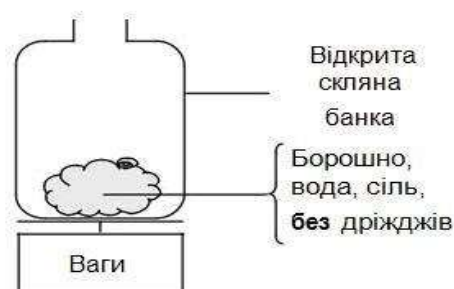 Відкрита
скляна
банка
Борошно,
вода, сіль,
без дріжджів
Ваги